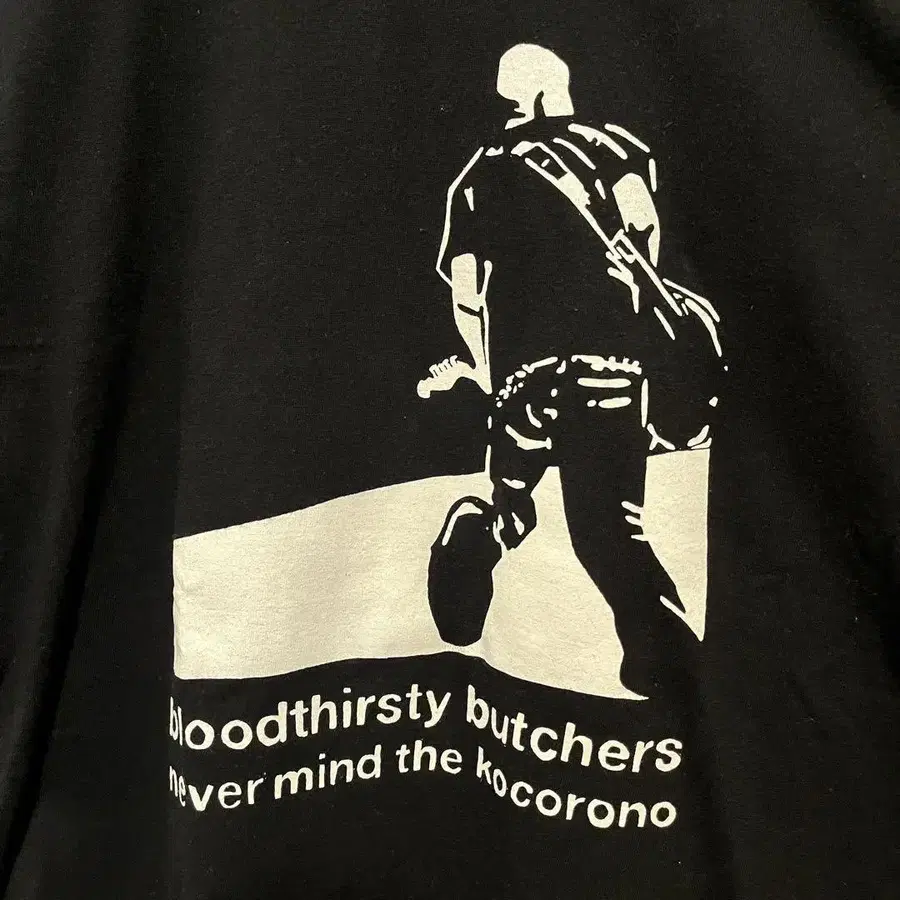 bloodthirsty butchers
never mind the kocorono